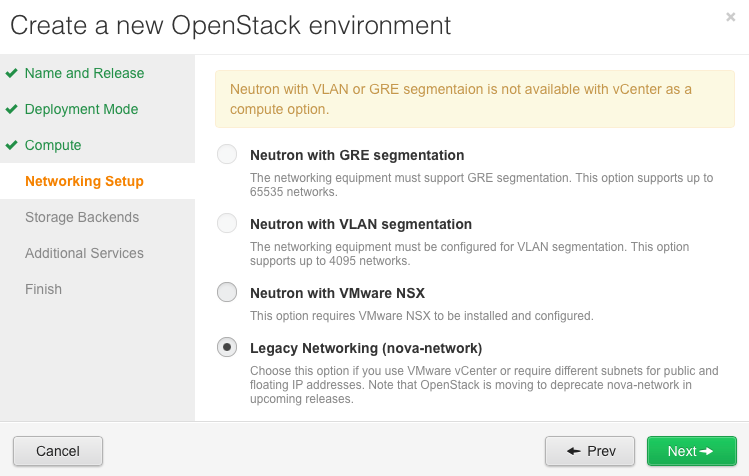 Create a new OpenStack environment
×
Name and Release
Deployment Mode
Compute
Networking Setup
Storage Backends
Additional Services
Finish
Neutron with VLAN or GRE segmentaion is not available with vCenter as a
compute option.
Neutron with GRE segmentation
The networking equipment must support GRE segmentation. This option supports up to
65535 networks.
Neutron with VLAN segmentation
The networking equipment must be configured for VLAN segmentation. This option
supports up to 4095 networks.
Neutron with VMware NSX
This option requires VMware NSX to be installed and configured.
Legacy Networking (nova-network)
Choose this option if you use VMware vCenter or require different subnets for public and
floating IP addresses. Note that OpenStack is moving to deprecate nova-network in
upcoming releases.
Cancel
Prev
Next